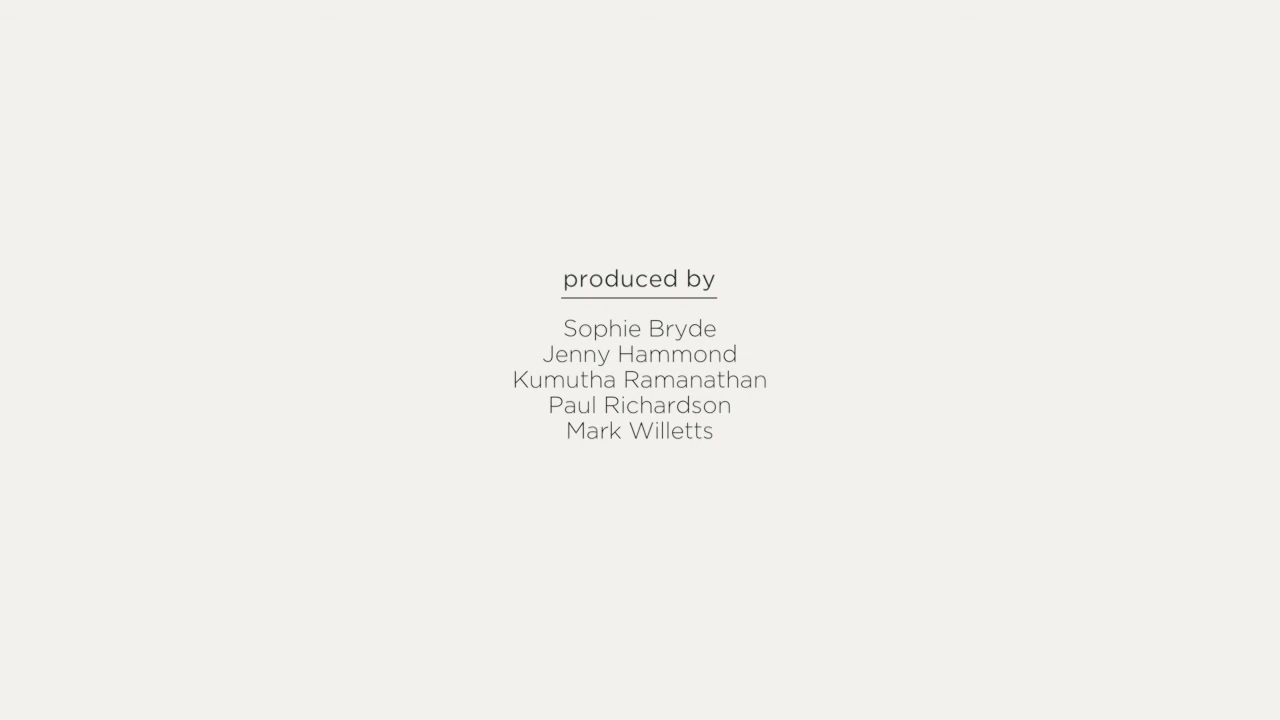 produced by
Sophie Bryde
Jenny Hammond
Kumutha Ramanathan
Paul Richardson
Mark Willetts